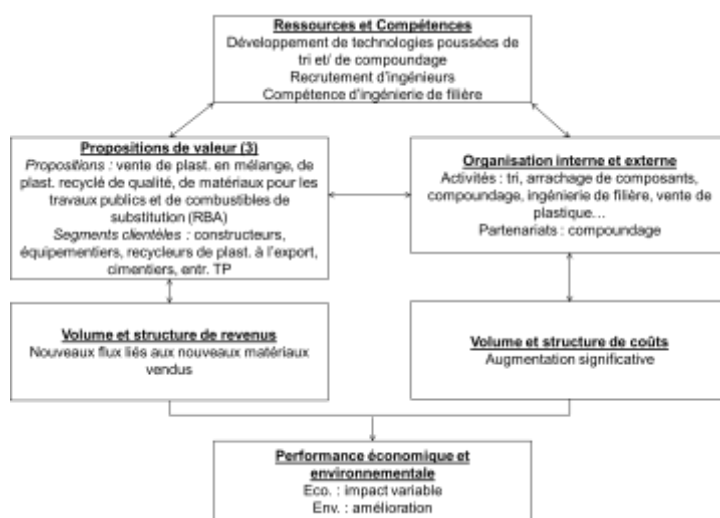 Ressources et Compétences
Développement de technologies poussées de
tri et/ de compoundage
Recrutement d'ingénieurs
Compétence d'ingénierie de filière
Propositions de valeur (3)
Propositions : vente de plast. en mélange, de
plast. recyclé de qualité, de matériaux pour les
travaux publics et de combustibles de
substitution (RBA)
Segments clientèles : constructeurs,
équipementiers, recycleurs de plast. à l'export,
cimentiers, entr. TP
Organisation interne et externe
Activités : tri, arrachage de composants,
compoundage, ingénierie de filière, vente de
plastique…
Partenariats : compoundage
Volume et structure de revenus
Nouveaux flux liés aux nouveaux matériaux
vendus
Volume et structure de coûts
Augmentation significative
Performance économique et
environnementale
Eco. : impact variable
Env. : amélioration